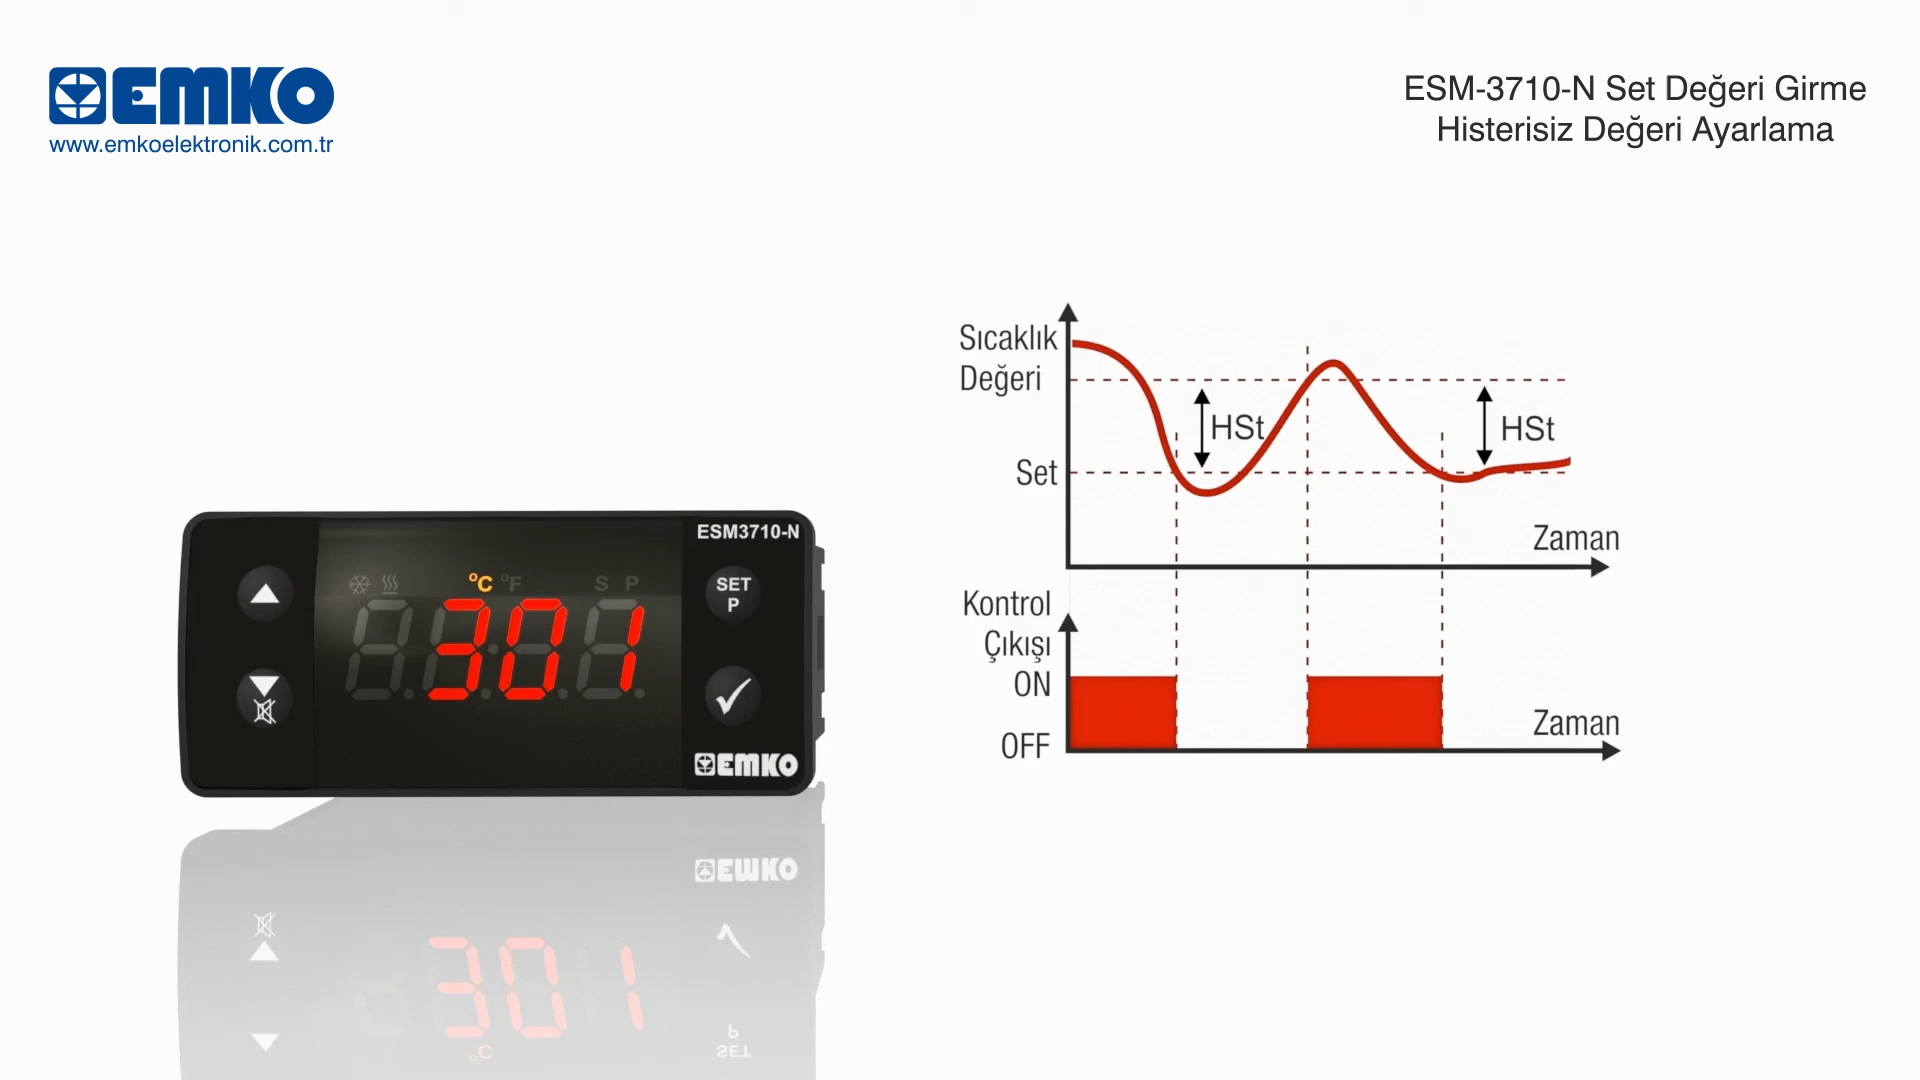 EMKO
www.emkoelektronik.com.tr
ESM-3710-N Set Değeri Girme
Histerisiz Değeri Ayarlama
ESM3710-N
°C °F S P
301
SET
P
EMKO
Sıcaklık
Değeri
HSt
HSt
Set
Zaman
Kontrol
Çıkışı
ON
OFF
Zaman